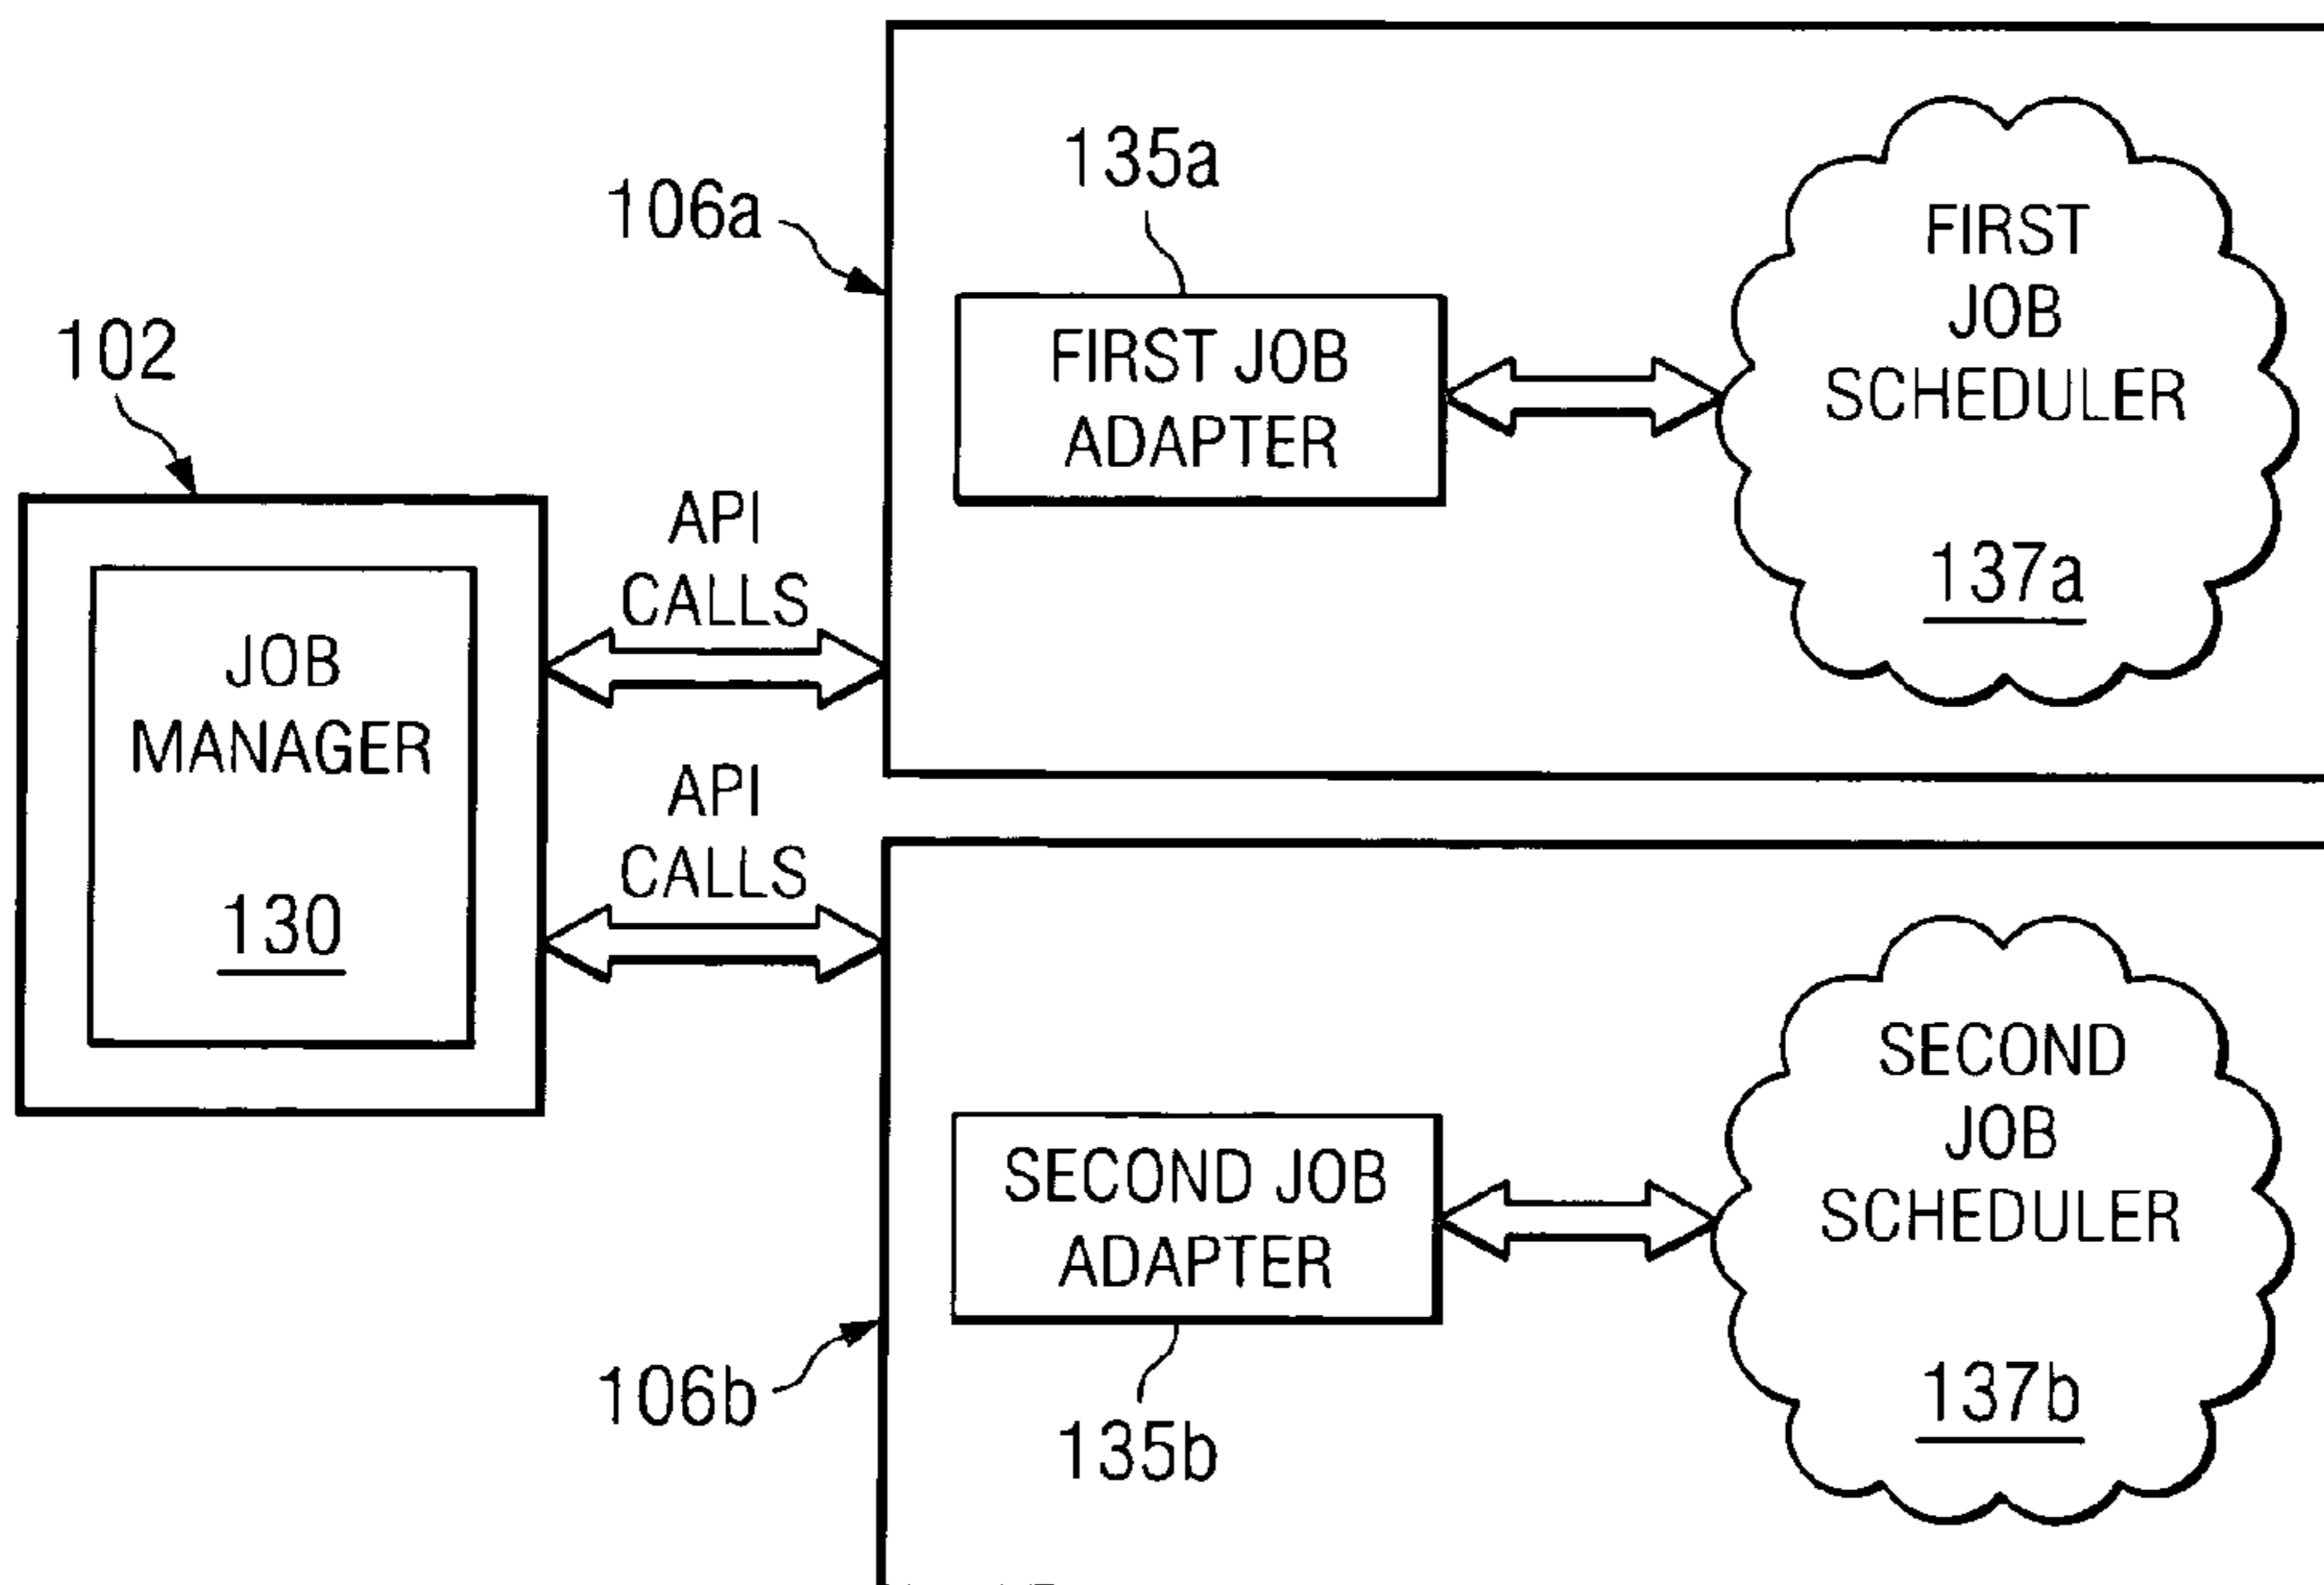 102
JOB
MANAGER
130
API
CALLS
API
CALLS
106a
135a
FIRST JOB
ADAPTER
FIRST
JOB
SCHEDULER
137a
106b
SECOND JOB
ADAPTER
135b
SECOND
JOB
SCHEDULER
137b